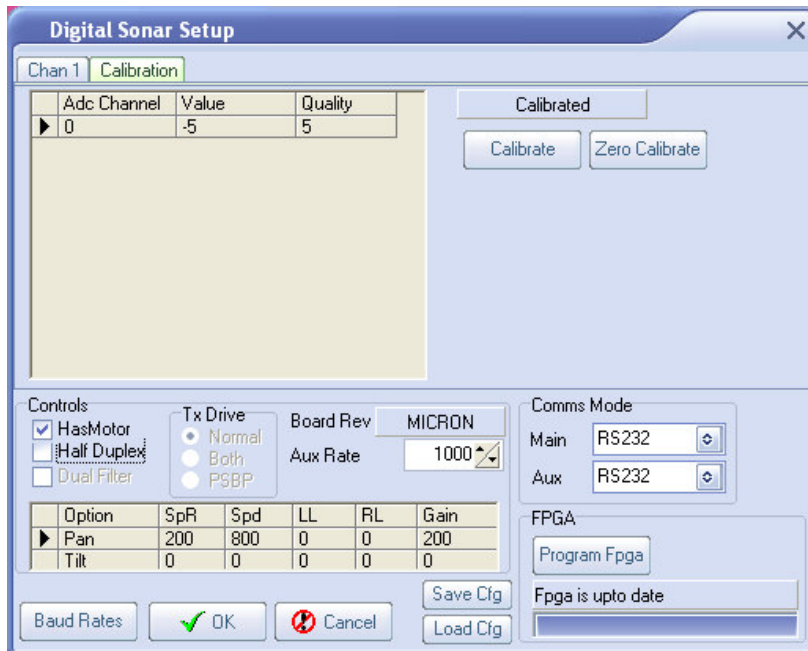 Digital Sonar Setup
Chan 1 Calibration
Adc Channel Value Quality
0 -5 5
Calibrated
Calibrate Zero Calibrate
Controls
HasMotor
Half Duplex
Dual Filter
Tx Drive
Normal
Both
PSBP
Board Rev MICRON
Aux Rate 1000
Comms Mode
Main RS232
Aux RS232
Option SpR Spd LL RL Gain
Pan 200 800 0 0 200
Tilt 0 0 0 0 0
FPGA
Program Fpga
Fpga is upto date
Baud Rates OK Cancel
Save Cfg
Load Cfg